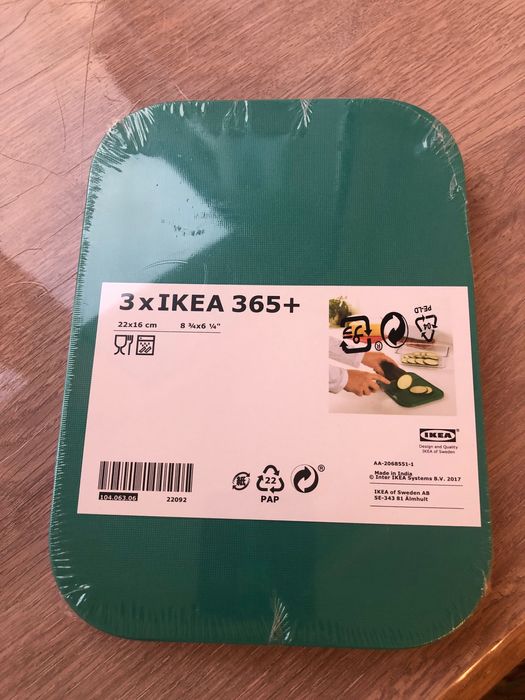 3xIKEA 365+
22x16 cm 8 ¾x6 ¼"
04
PE-LD
®
IKEA
®
Design and Quality
IKEA of Sweden
AA-2068551-1
Made in India
© Inter IKEA Systems B.V. 2017
IKEA of Sweden AB
SE-343 81 Älmhult
104.063.06 22092
紙
22
PAP
®